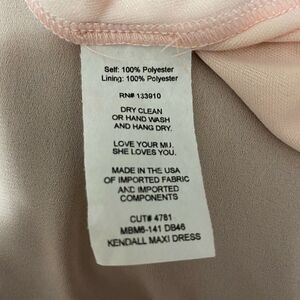 Self: 100% Polyester
Lining: 100% Polyester
RN# 133910
DRY CLEAN
OR HAND WASH
AND HANG DRY.
LOVE YOUR MU.
SHE LOVES YOU.
MADE IN THE USA
OF IMPORTED FABRIC
AND IMPORTED
COMPONENTS
CUT# 4781
MBM6-141 DB46
KENDALL MAXI DRESS